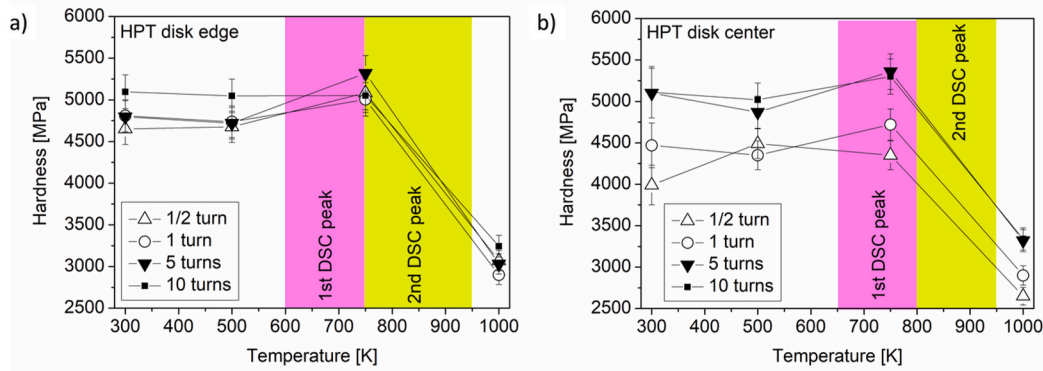 a)
HPT disk edge
6000
5500
5000
4500
4000
3500
3000
2500
Hardness [MPa]
1/2 turn
1 turn
5 turns
10 turns
1st DSC peak
2nd DSC peak
300 400 500 600 700 800 900 1000
Temperature [K]
b)
HPT disk center
6000
5500
5000
4500
4000
3500
3000
2500
Hardness [MPa]
1/2 turn
1 turn
5 turns
10 turns
1st DSC peak
2nd DSC peak
300 400 500 600 700 800 900 1000
Temperature [K]